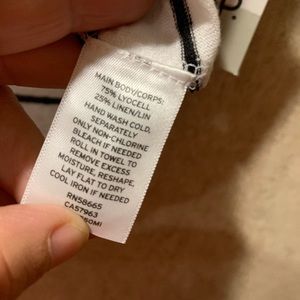 MAIN BODY/CORPS:
75% LYOCELL
25% LINEN/LIN
HAND WASH COLD,
SEPARATELY
ONLY NON-CHLORINE
BLEACH IF NEEDED
ROLL IN TOWEL TO
REMOVE EXCESS
MOISTURE, RESHAPE,
LAY FLAT TO DRY
COOL IRON IF NEEDED
RN58665
CA57963